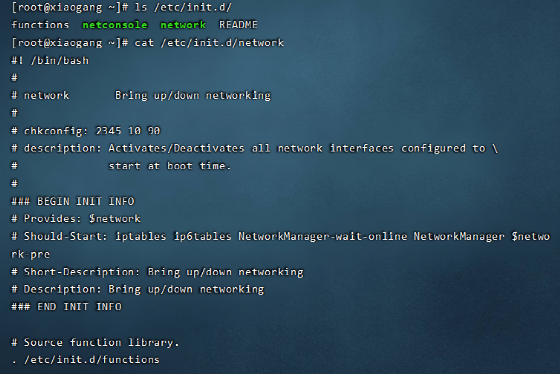 [root@xiaogang ~]# ls /etc/init.d/
functions  netconsole  network  README
[root@xiaogang ~]# cat /etc/init.d/network
#! /bin/bash
#
# network       Bring up/down networking
#
# chkconfig: 2345 10 90
# description: Activates/Deactivates all network interfaces configured to \
#              start at boot time.
#
### BEGIN INIT INFO
# Provides: $network
# Should-Start: iptables ip6tables NetworkManager-wait-online NetworkManager $netwo
rk-pre
# Short-Description: Bring up/down networking
# Description: Bring up/down networking
### END INIT INFO

# Source function library.
. /etc/init.d/functions